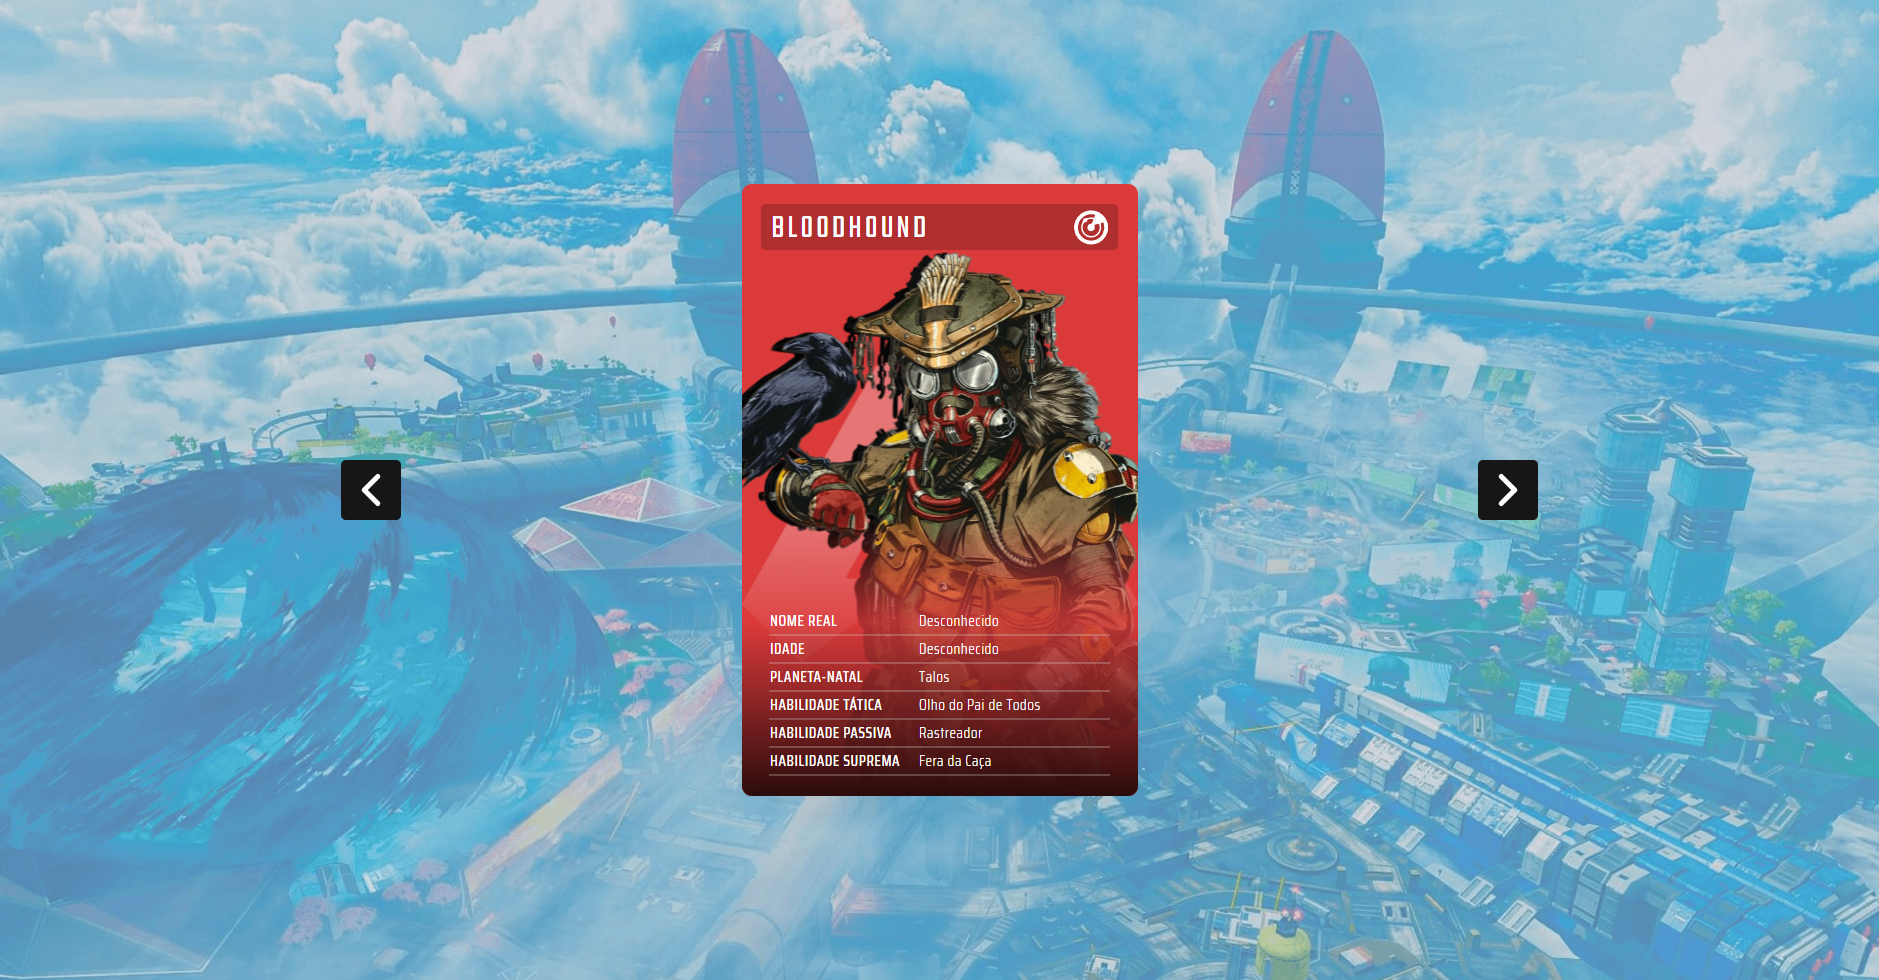 BLOODHOUND
NOME REAL Desconhecido
IDADE Desconhecido
PLANETA-NATAL Talos
HABILIDADE TÁTICA Olho do Pai de Todos
HABILIDADE PASSIVA Rastreador
HABILIDADE SUPREMA Fera da Caça